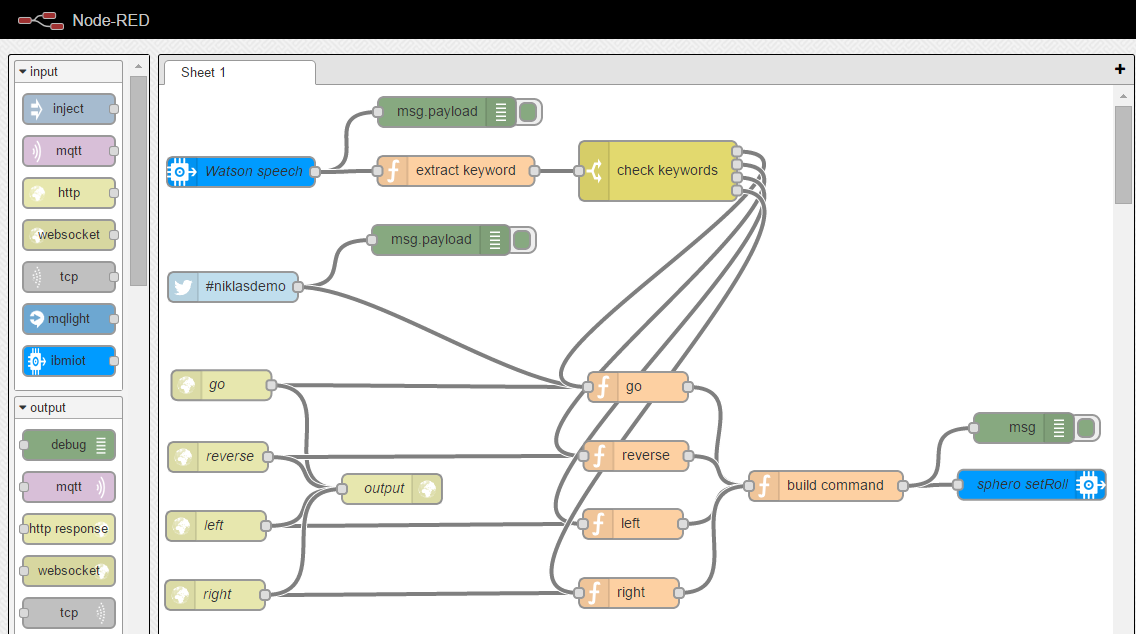 Node-RED
input
inject
mqtt
http
websocket
tcp
mqlight
ibmiot
output
debug
mqtt
http response
websocket
tcp
Sheet 1
+
msg.payload
Watson speech
f
extract keyword
check keywords
msg.payload
#niklasdemo
go
f
go
reverse
f
reverse
output
left
f
left
right
f
right
f
build command
msg
sphero setRoll